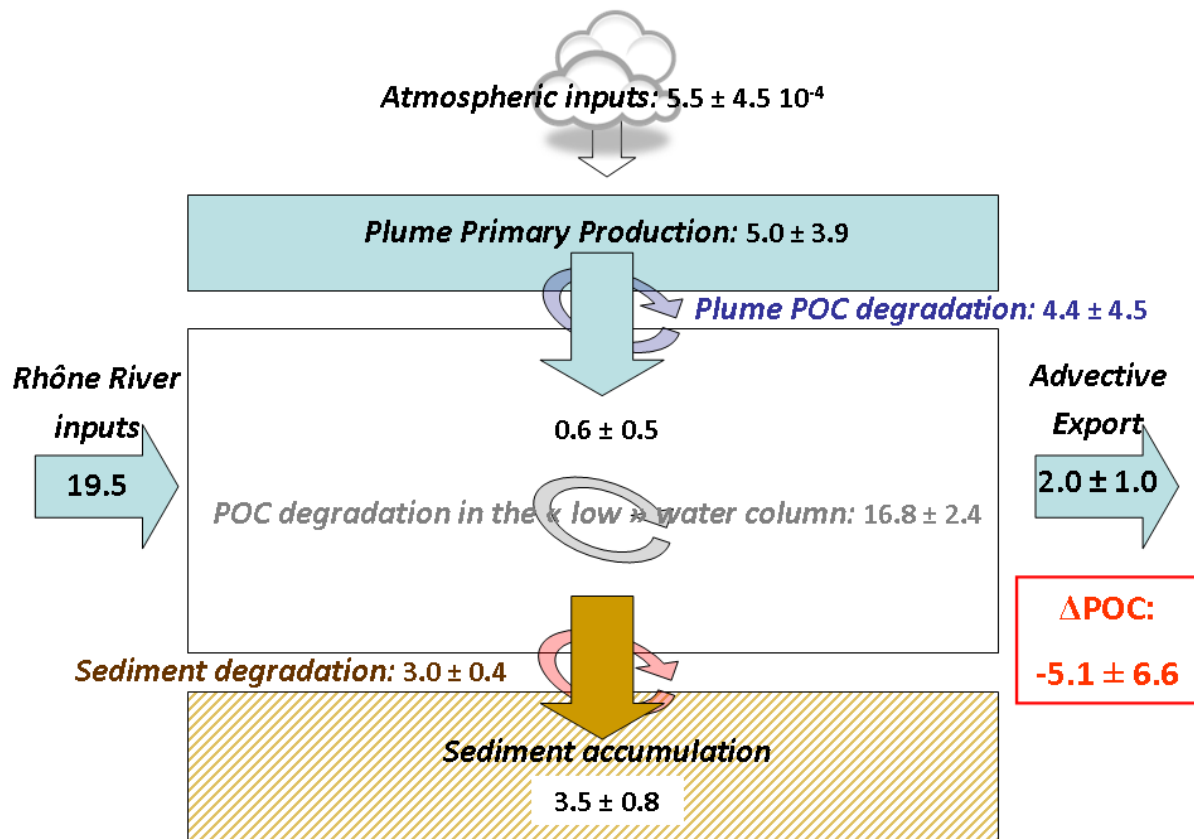 Atmospheric inputs: 5.5 ± 4.5 10⁻⁴
Plume Primary Production: 5.0 ± 3.9
Plume POC degradation: 4.4 ± 4.5
Rhône River
inputs
19.5
0.6 ± 0.5
Advective
Export
2.0 ± 1.0
POC degradation in the « low » water column: 16.8 ± 2.4
ΔPOC:
-5.1 ± 6.6
Sediment degradation: 3.0 ± 0.4
Sediment accumulation
3.5 ± 0.8